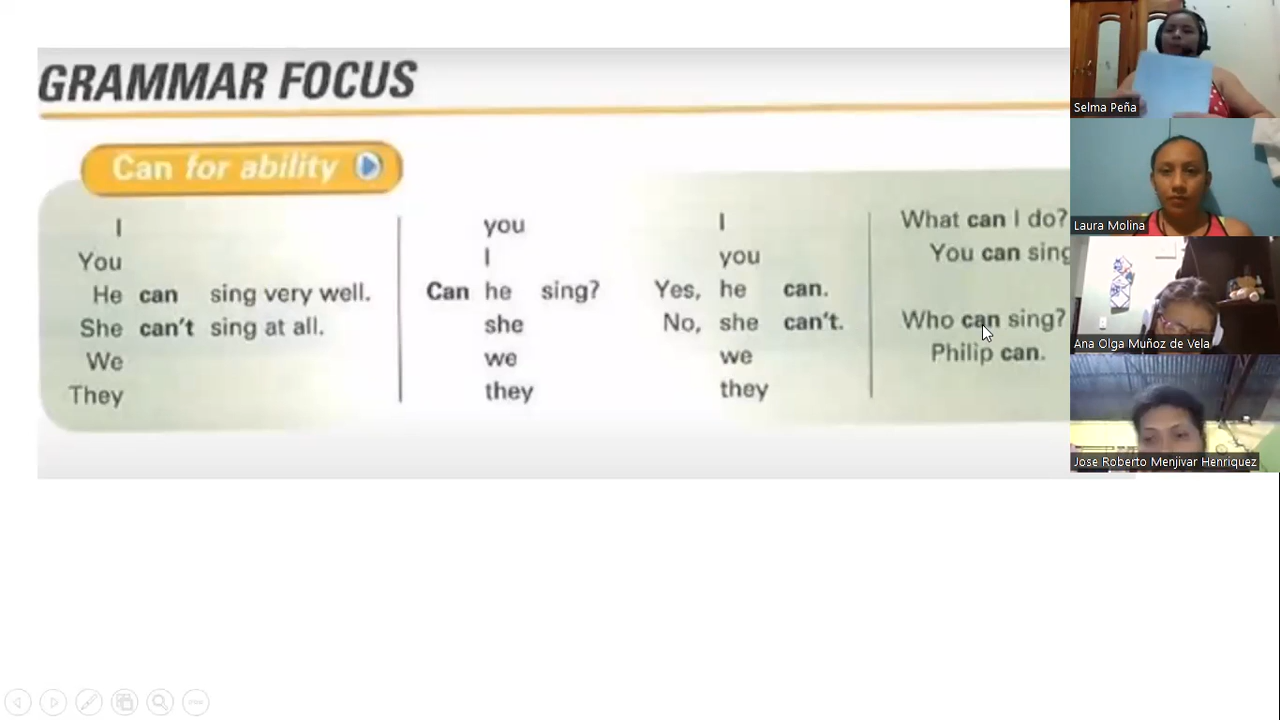 GRAMMAR FOCUS
Can for ability
I
You
He can sing very well.
She can't sing at all.
We
They
you
I
Can he sing?
she
we
they
I
you
Yes, he can.
No, she can't.
we
they
What can I do?
You can sing
Who can sing?
Philip can.
Selma Peña
Laura Molina
Ana Olga Muñoz de Vela
Jose Roberto Menjivar Henriquez